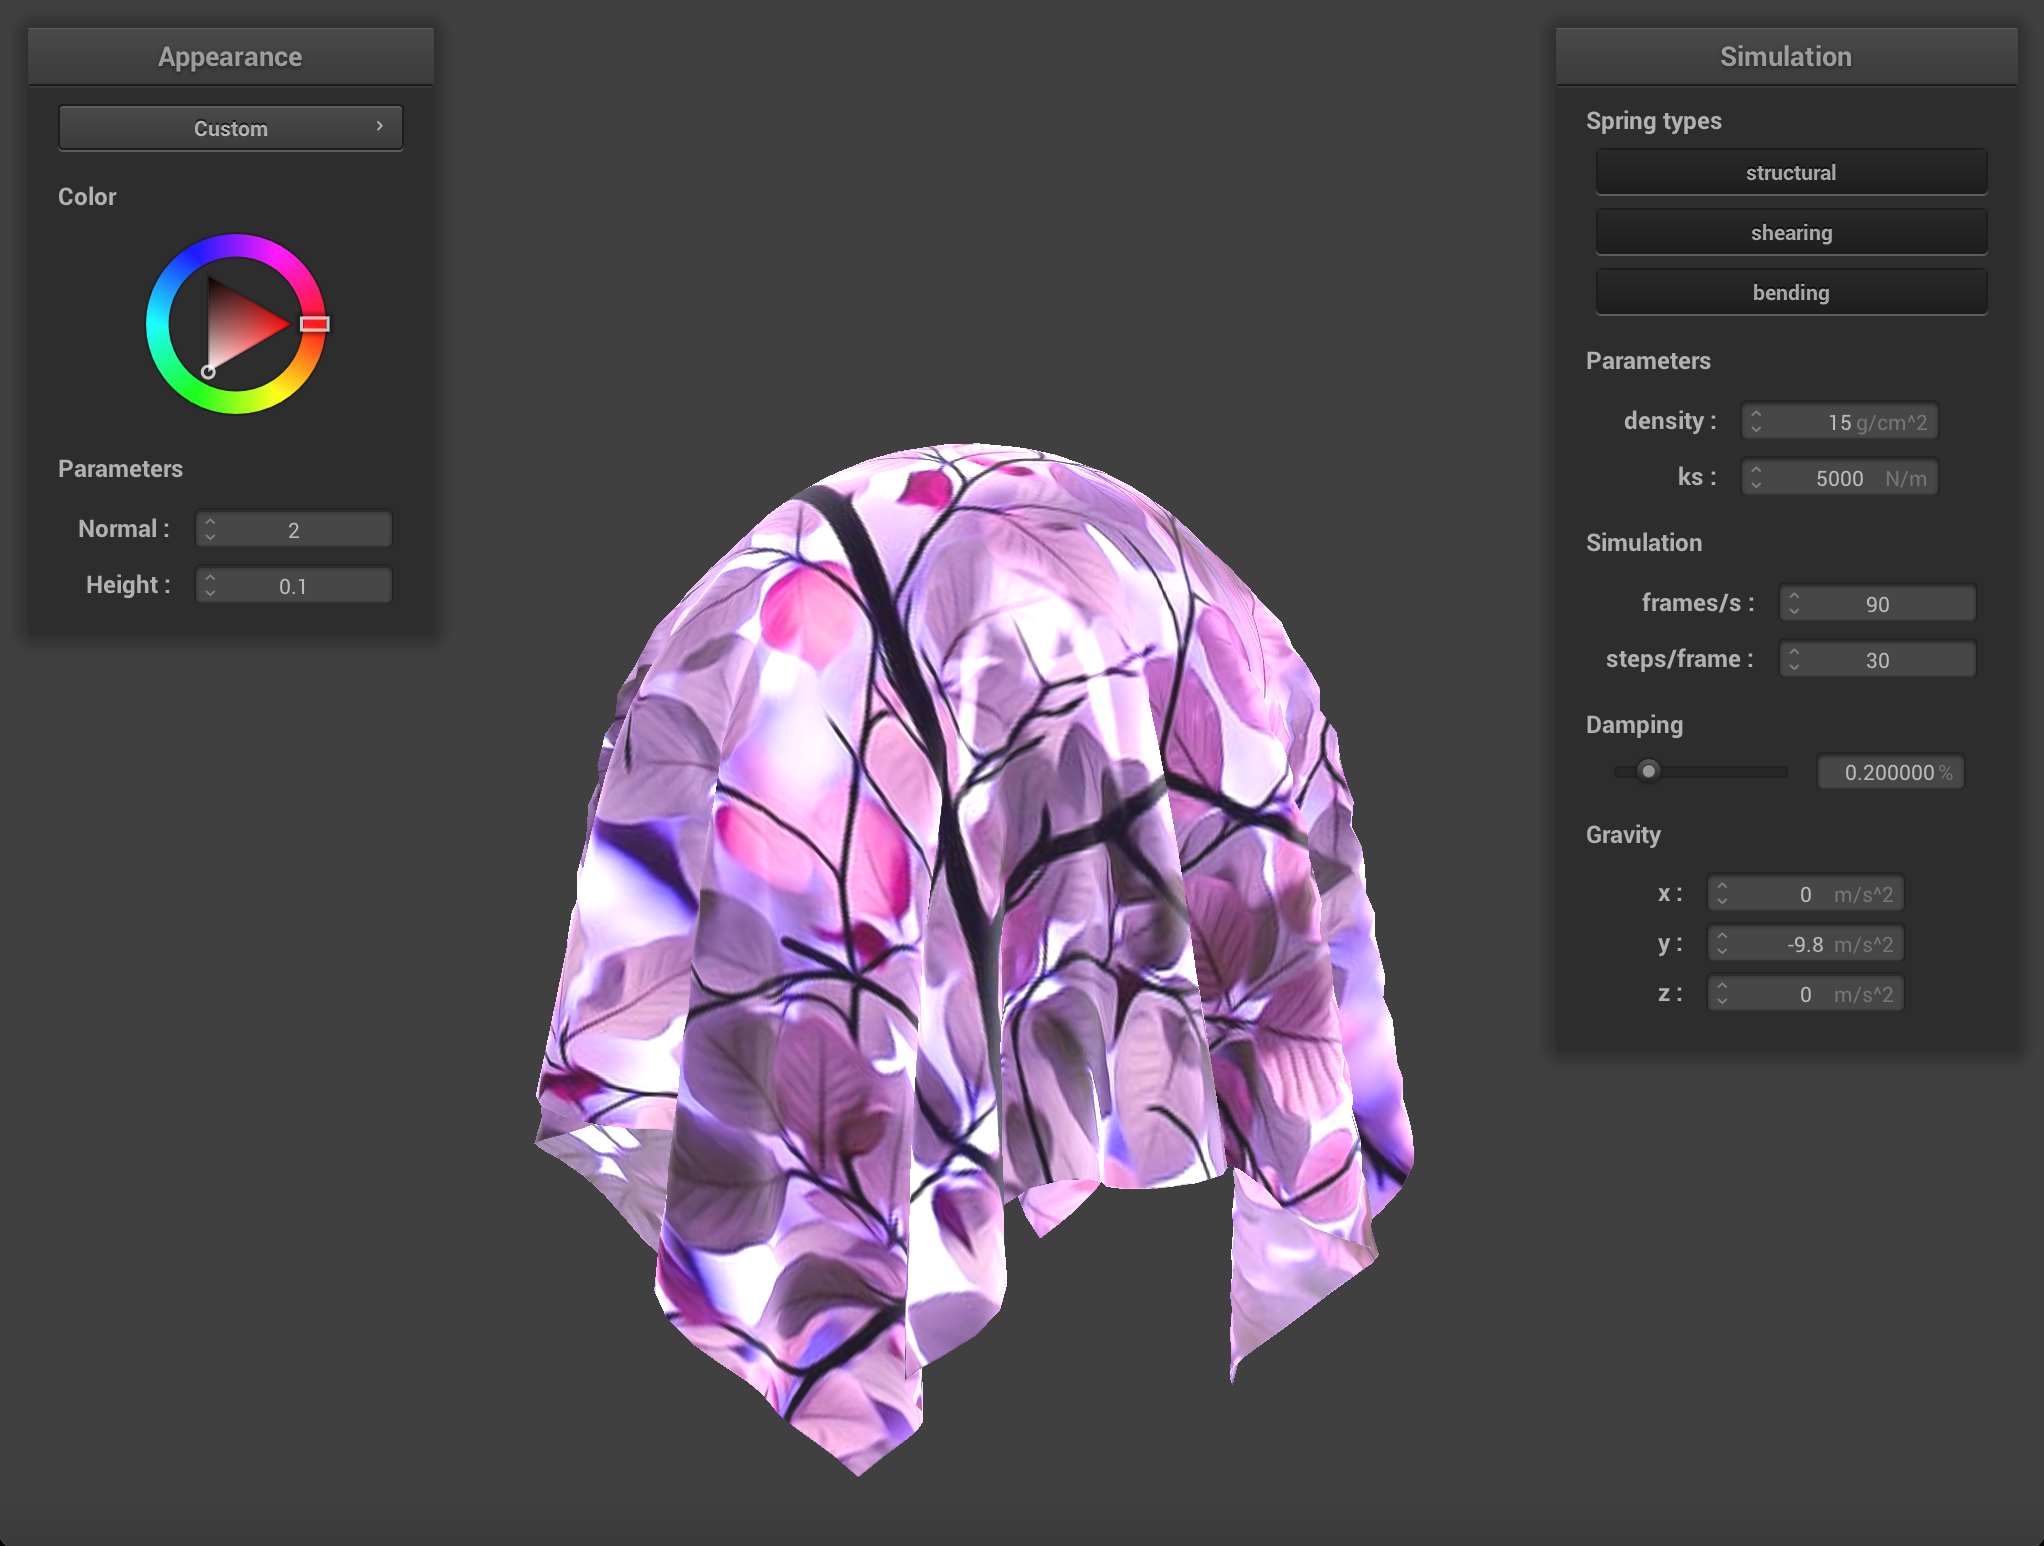 Appearance
Custom
Color
Parameters
Normal : 2
Height : 0.1
Simulation
Spring types
structural
shearing
bending
Parameters
density : 15 g/cm^2
ks : 5000 N/m
Simulation
frames/s : 90
steps/frame : 30
Damping
0.200000 %
Gravity
x : 0 m/s^2
y : -9.8 m/s^2
z : 0 m/s^2